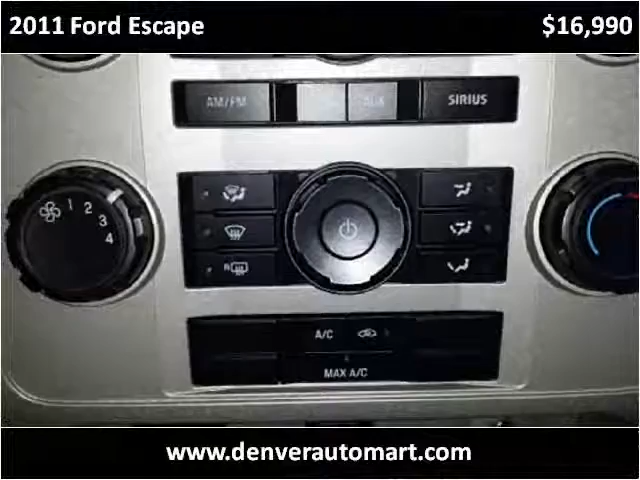 2011 Ford Escape
$16,990
AM/FM
AUX
SIRIUS
1
2
3
4
R
A/C
MAX A/C
www.denverautomart.com